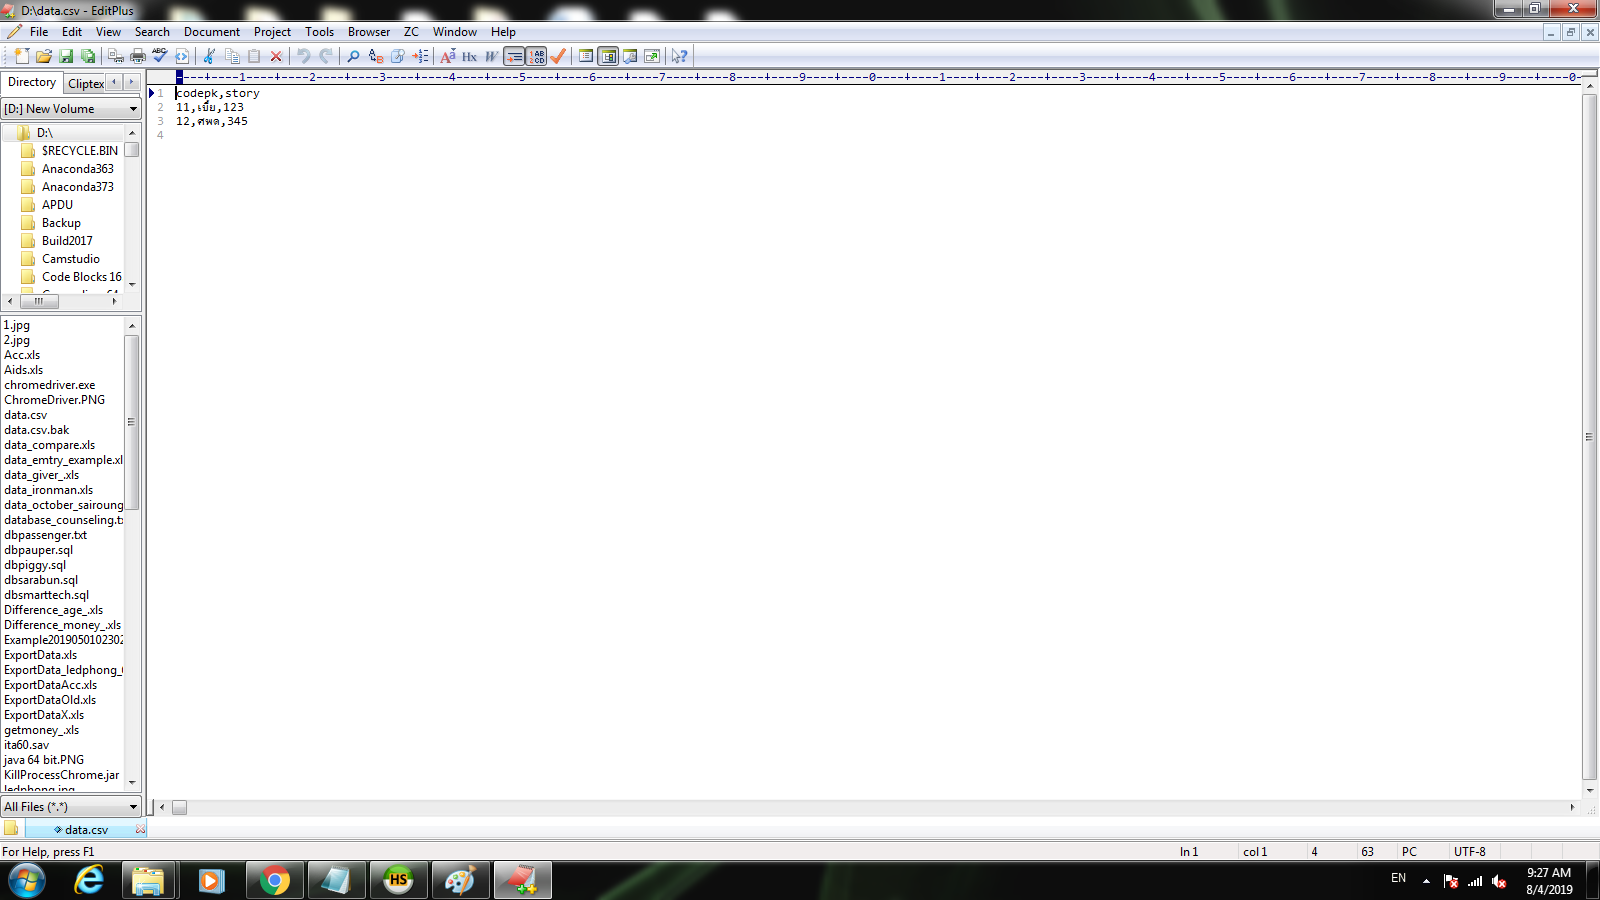 D:\data.csv - EditPlus
File Edit View Search Document Project Tools Browser ZC Window Help
Directory Cliptex
[D:] New Volume
D:\
$RECYCLE.BIN
Anaconda363
Anaconda373
APDU
Backup
Build2017
Camstudio
Code Blocks 16
1.jpg
2.jpg
Acc.xls
Aids.xls
chromedriver.exe
ChromeDriver.PNG
data.csv
data.csv.bak
data_compare.xls
data_emtry_example.xl
data_giver_.xls
data_ironman.xls
data_october_sairoung
database_counseling.tx
dbpassenger.txt
dbpauper.sql
dbpiggy.sql
dbsarabun.sql
dbsmarttech.sql
Difference_age_.xls
Difference_money_.xls
Example2019050102302
ExportData.xls
ExportData_ledphong_
ExportDataAcc.xls
ExportDataOld.xls
ExportDataX.xls
getmoney_.xls
ita60.sav
java 64 bit.PNG
KillProcessChrome.jar
ledphong.jpg
All Files (*.*)
----+----1----+----2----+----3----+----4----+----5----+----6----+----7----+----8----+----9----+----0----+----1----+----2----+----3----+----4----+----5----+----6----+----7----+----8----+----9----+----0-
1 codepk,story
2 11,เบี้ย,123
3 12,ศพด,345
4
data.csv
For Help, press F1 ln 1 col 1 4 63 PC UTF-8
HS
EN 9:27 AM
8/4/2019